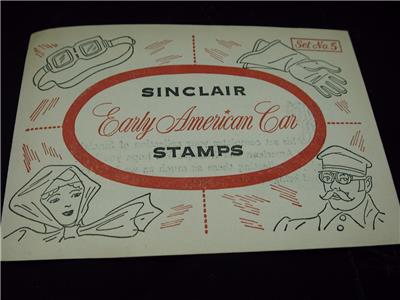 Set No. 5
SINCLAIR
Early American Car
STAMPS